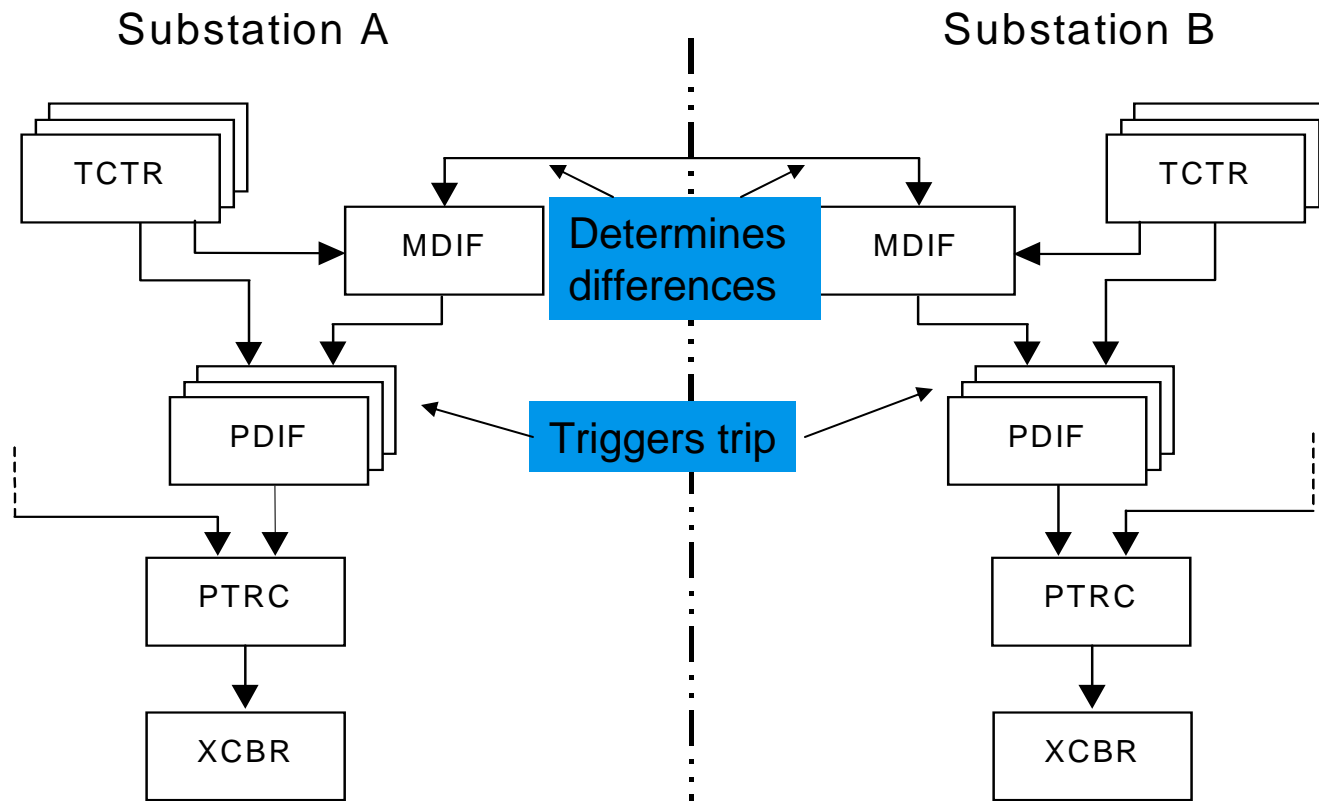 Substation A
Substation B
TCTR
TCTR
MDIF
Determines
differences
MDIF
PDIF
Triggers trip
PDIF
PTRC
PTRC
XCBR
XCBR